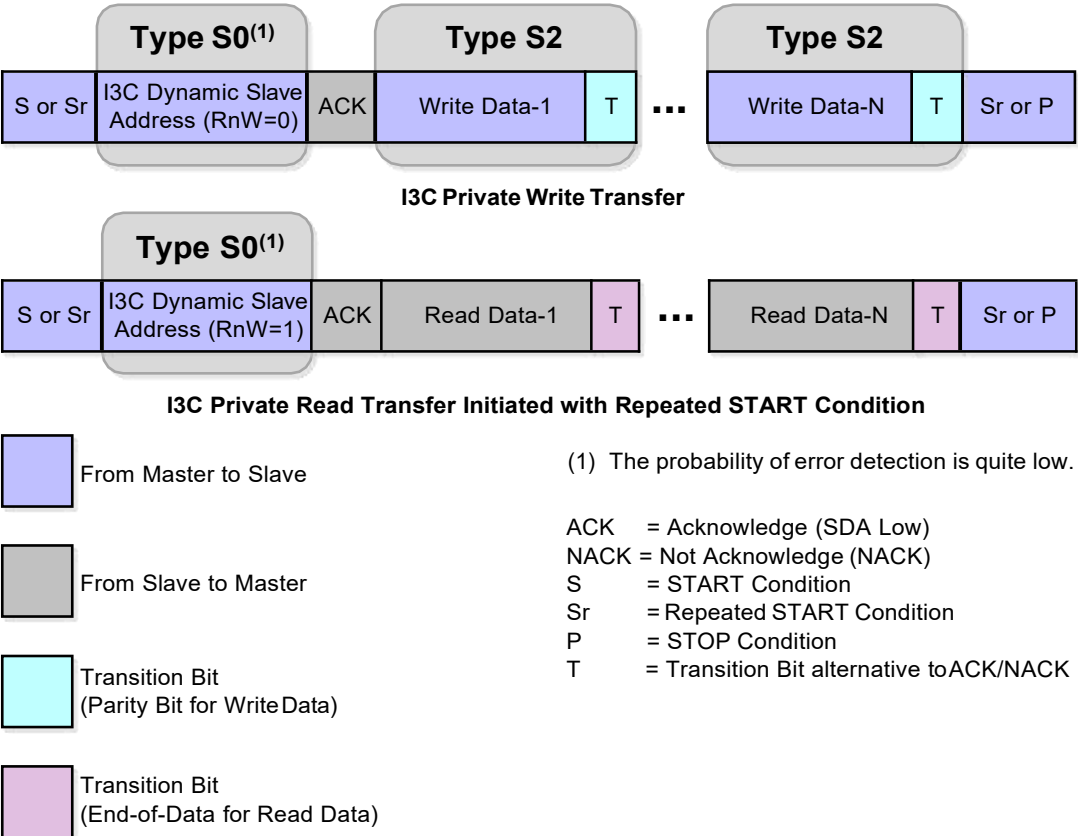 Type S0(1) Type S2 Type S2
S or Sr I3C Dynamic Slave Address (RnW=0) ACK Write Data-1 T ... Write Data-N T Sr or P
I3C Private Write Transfer
Type S0(1)
S or Sr I3C Dynamic Slave Address (RnW=1) ACK Read Data-1 T ... Read Data-N T Sr or P
I3C Private Read Transfer Initiated with Repeated START Condition
From Master to Slave
From Slave to Master
Transition Bit
(Parity Bit for Write Data)
Transition Bit
(End-of-Data for Read Data)
(1) The probability of error detection is quite low.
ACK = Acknowledge (SDA Low)
NACK = Not Acknowledge (NACK)
S = START Condition
Sr = Repeated START Condition
P = STOP Condition
T = Transition Bit alternative to ACK/NACK